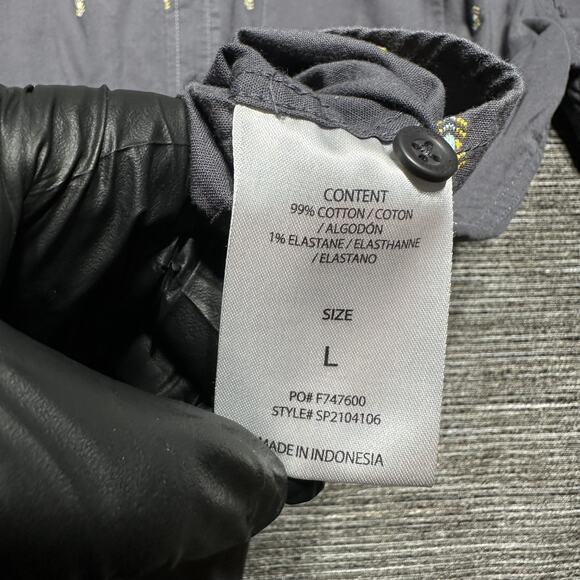 CONTENT
99% COTTON / COTON
/ ALGODÓN
1% ELASTANE / ELASTHANNE
/ ELASTANO
SIZE
L
PO# F747600
STYLE# SP2104106
MADE IN INDONESIA